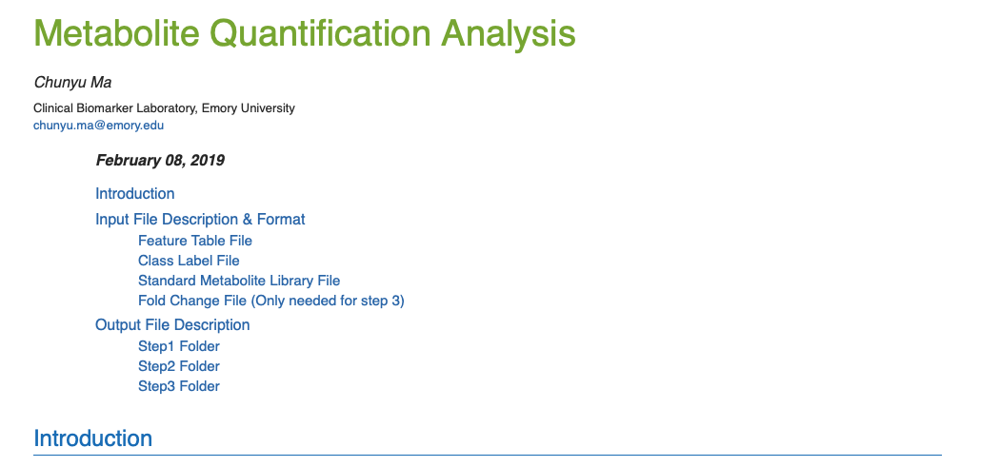 Metabolite Quantification Analysis
Chunyu Ma
Clinical Biomarker Laboratory, Emory University
chunyu.ma@emory.edu
February 08, 2019
Introduction
Input File Description & Format
Feature Table File
Class Label File
Standard Metabolite Library File
Fold Change File (Only needed for step 3)
Output File Description
Step1 Folder
Step2 Folder
Step3 Folder
Introduction